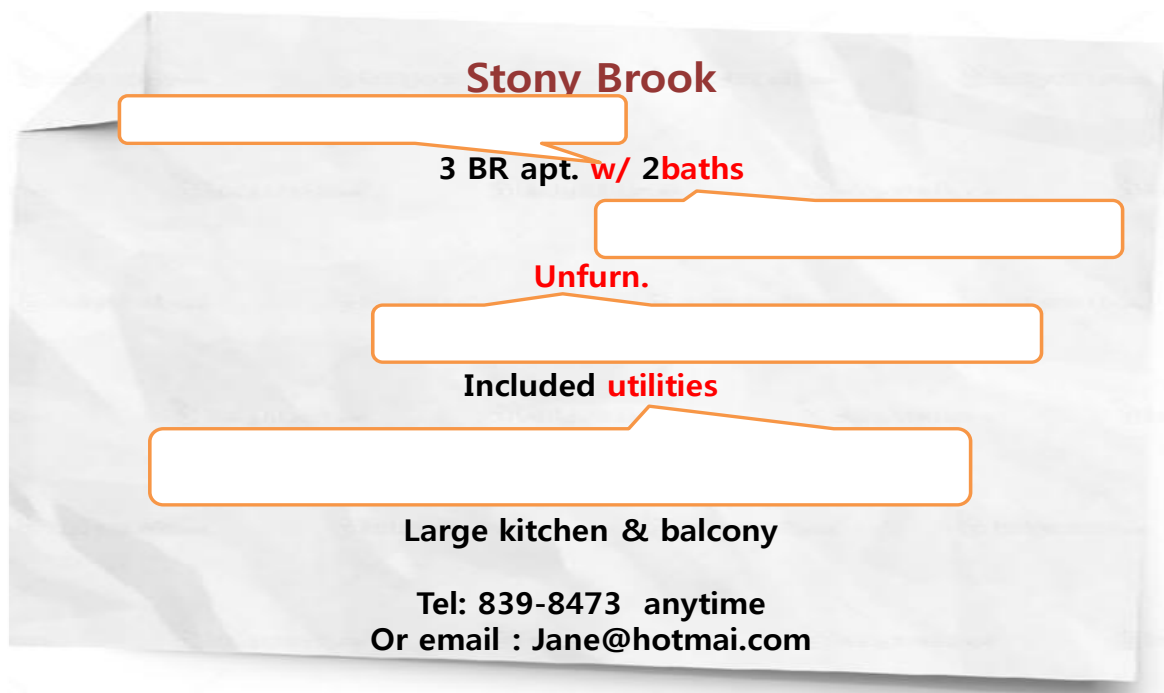 Stony Brook
3 BR apt. w/ 2baths
Unfurn.
Included utilities
Large kitchen & balcony
Tel: 839-8473 anytime
Or email : Jane@hotmai.com